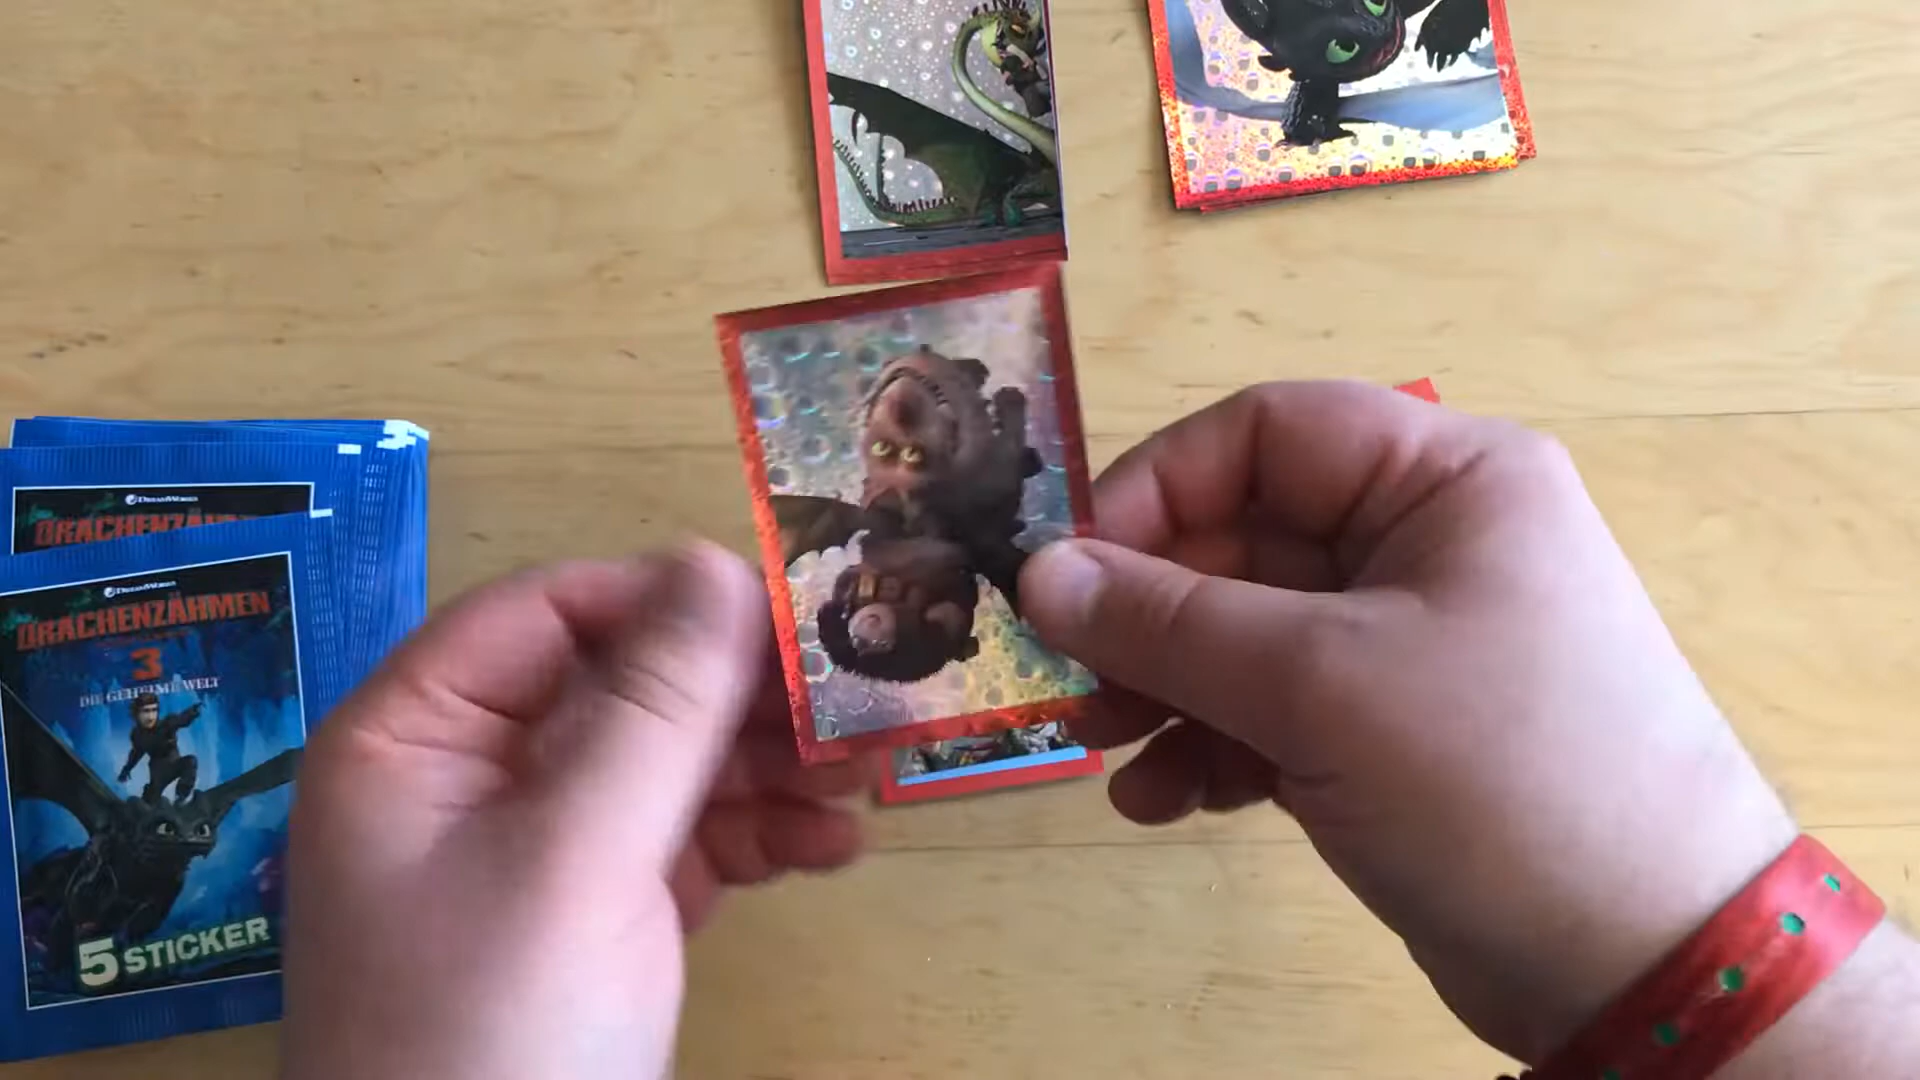 DREAMWORKS
DRACHENZÄHMEN
DREAMWORKS
DRACHENZÄHMEN
3
DIE GEHEIME WELT
5 STICKER